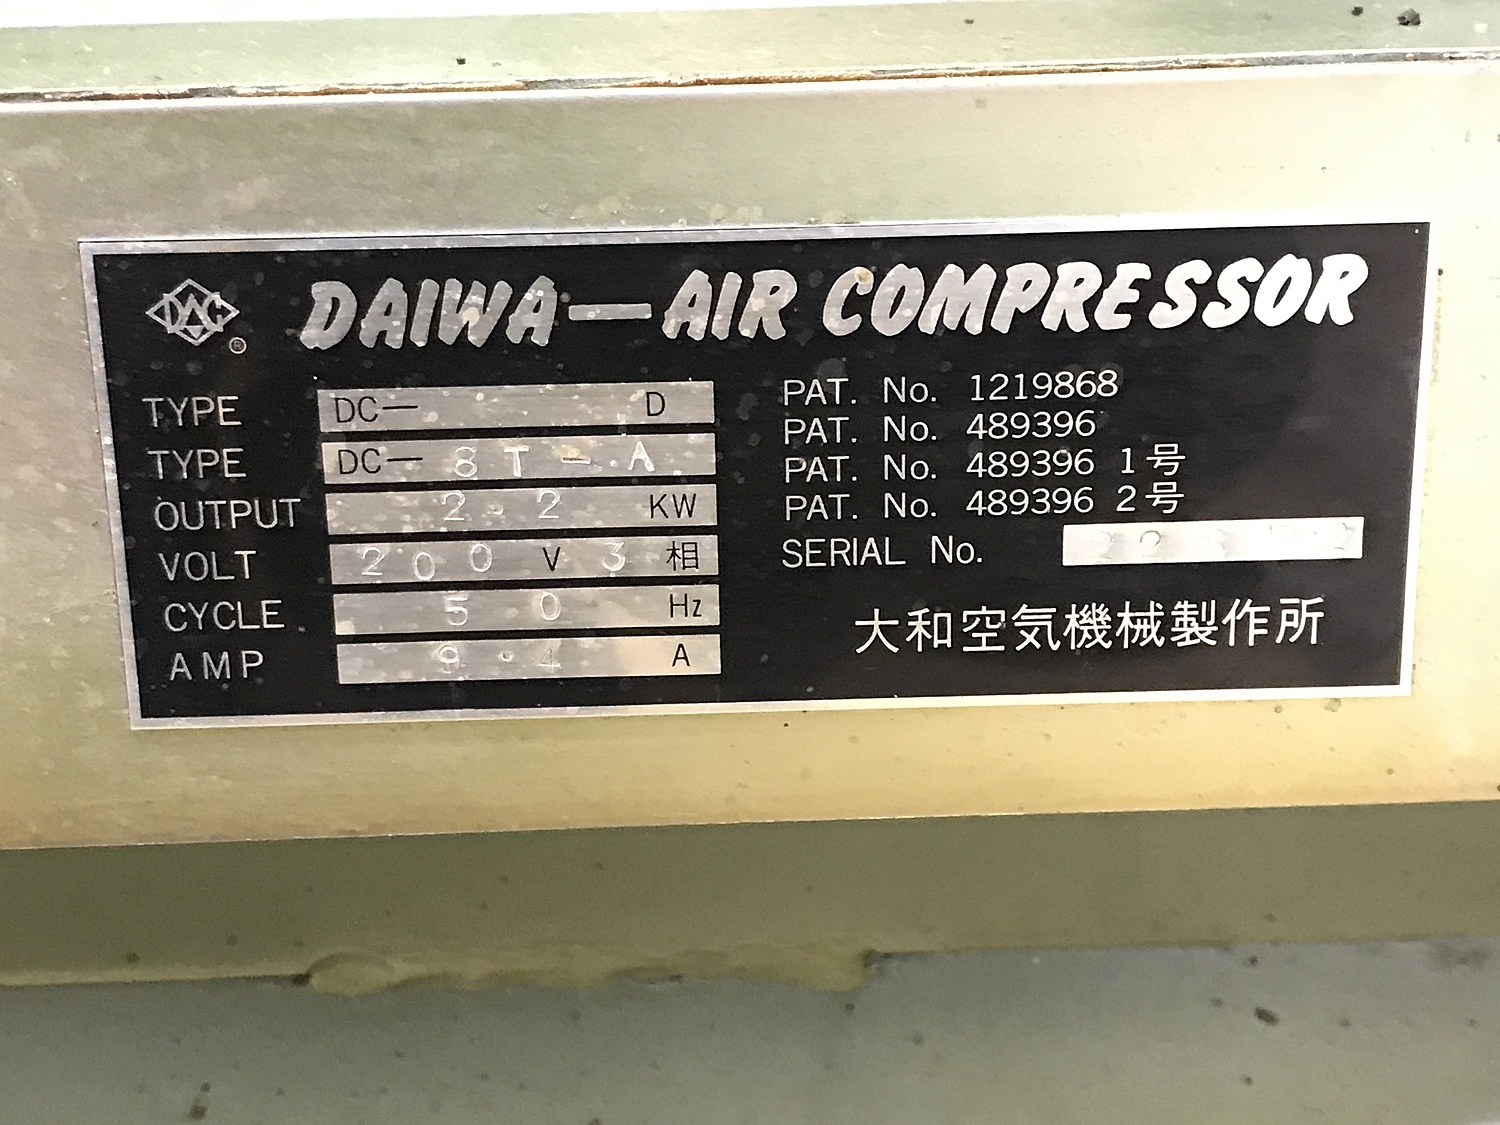 DAC
®
DAIWA—AIR COMPRESSOR
TYPE DC— D
TYPE DC— 8T-A
OUTPUT 2.2 KW
VOLT 200 V 3 相
CYCLE 50 Hz
AMP 9.4 A
PAT. No. 1219868
PAT. No. 489396
PAT. No. 489396 1号
PAT. No. 489396 2号
SERIAL No.
大和空気機械製作所